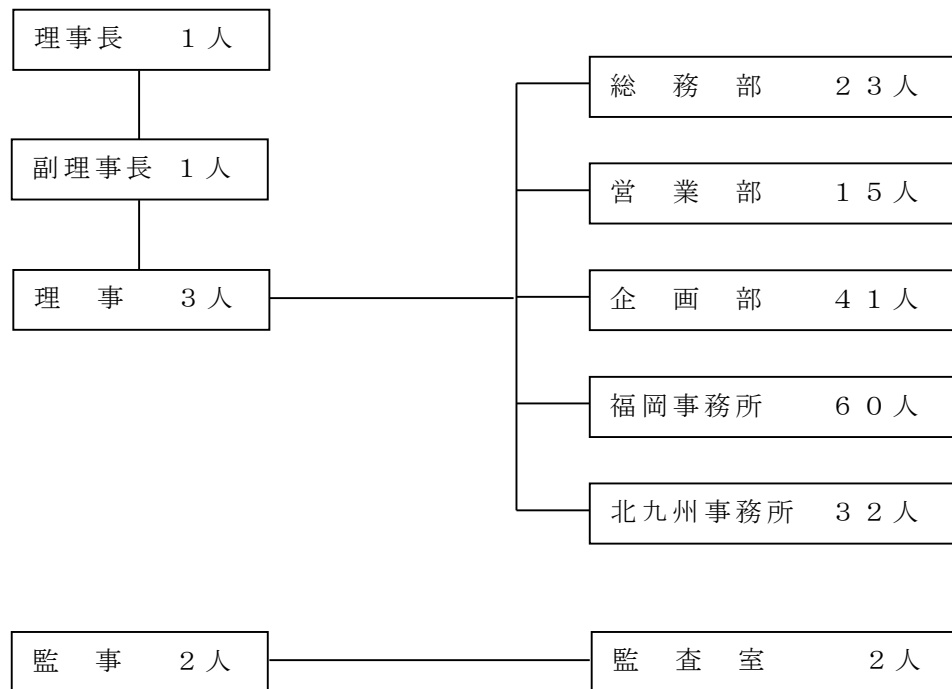 理事長　１人
副理事長　１人
理　事　３人
総　務　部　２３人
営　業　部　１５人
企　画　部　４１人
福岡事務所　６０人
北九州事務所　３２人
監　事　２人
監　査　室　２人